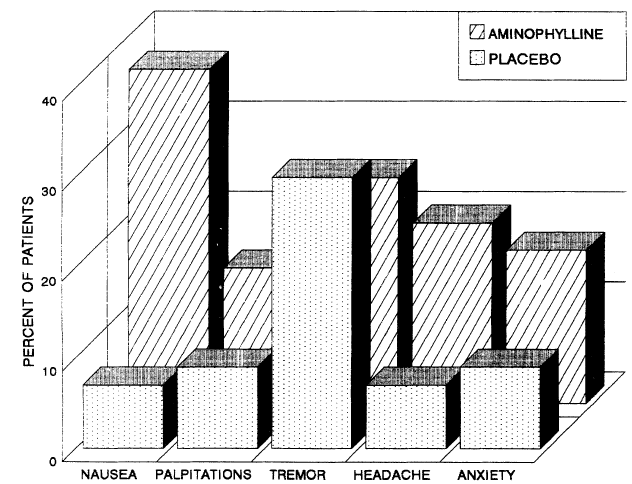 AMINOPHYLLINE
PLACEBO
PERCENT OF PATIENTS
40
30
20
10
0
NAUSEA PALPITATIONS TREMOR HEADACHE ANXIETY